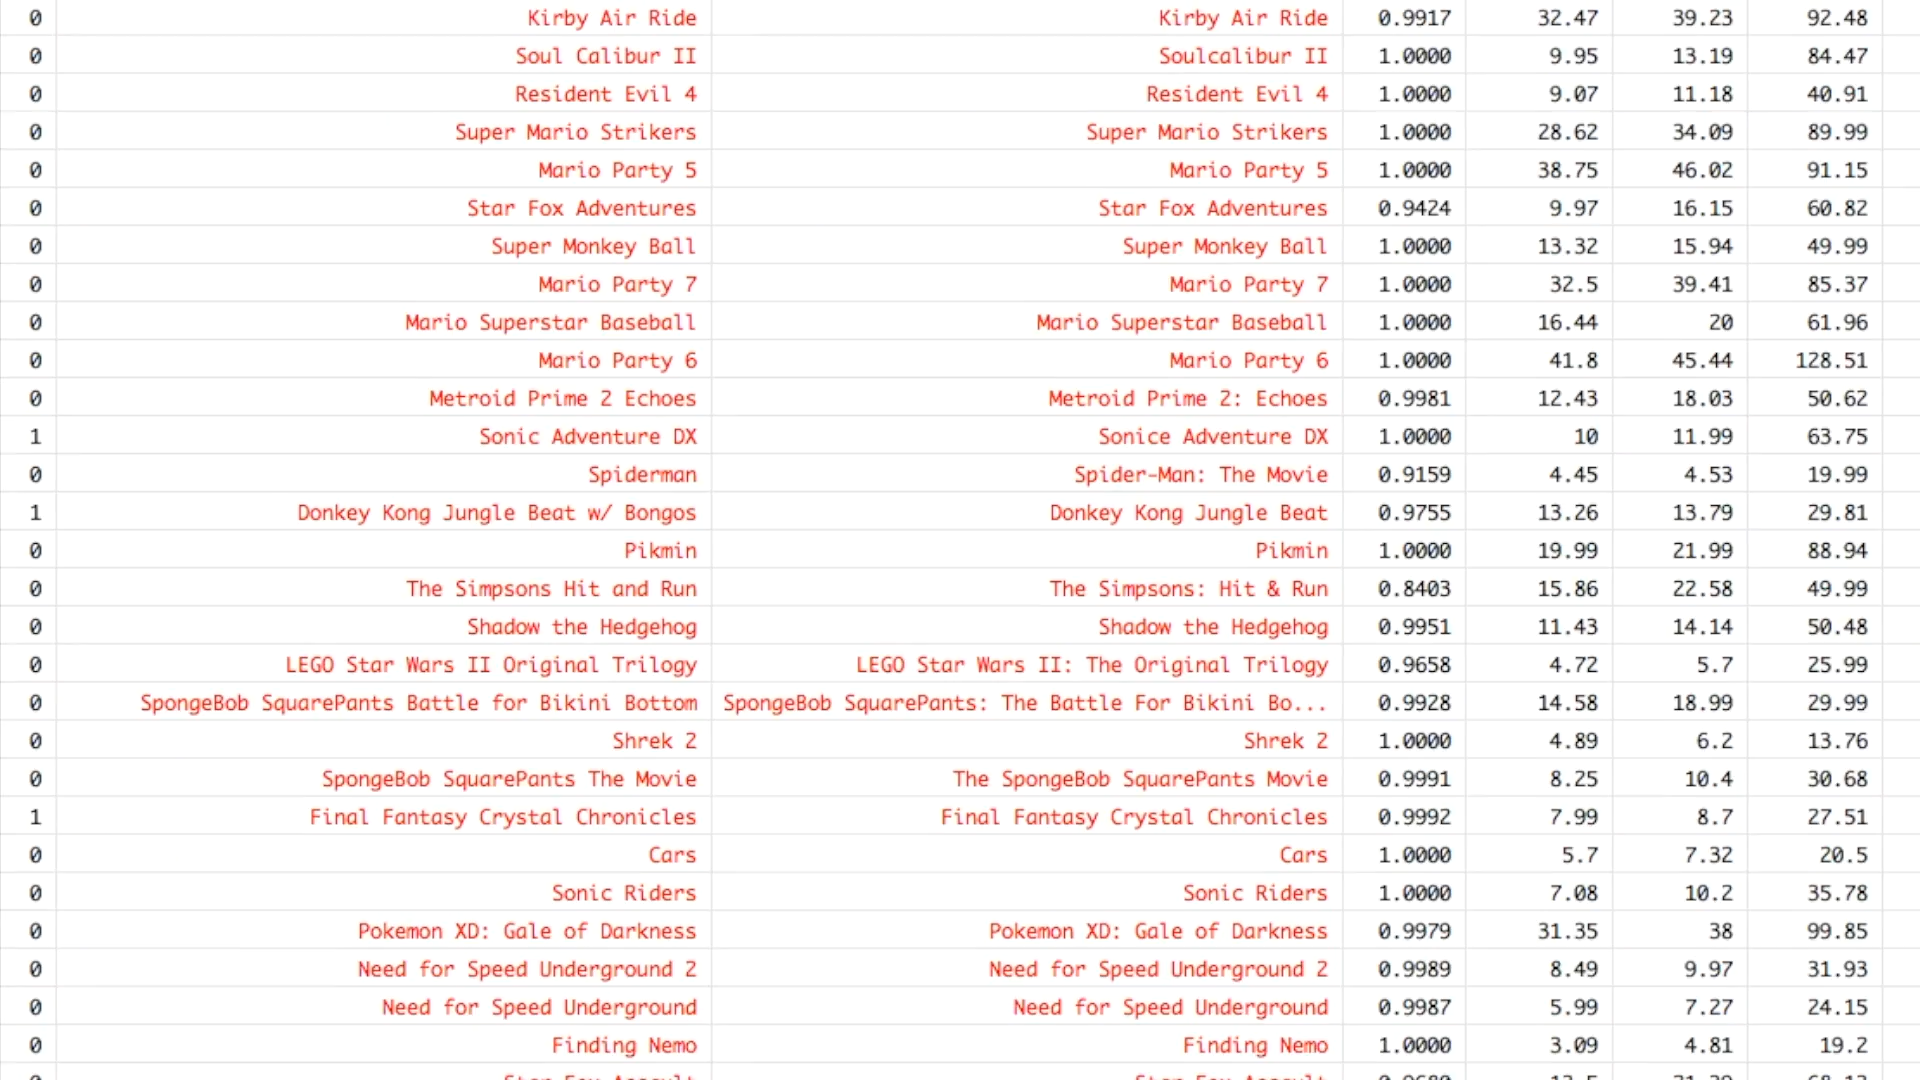 0 Kirby Air Ride Kirby Air Ride 0.9917 32.47 39.23 92.48
0 Soul Calibur II Soulcalibur II 1.0000 9.95 13.19 84.47
0 Resident Evil 4 Resident Evil 4 1.0000 9.07 11.18 40.91
0 Super Mario Strikers Super Mario Strikers 1.0000 28.62 34.09 89.99
0 Mario Party 5 Mario Party 5 1.0000 38.75 46.02 91.15
0 Star Fox Adventures Star Fox Adventures 0.9424 9.97 16.15 60.82
0 Super Monkey Ball Super Monkey Ball 1.0000 13.32 15.94 49.99
0 Mario Party 7 Mario Party 7 1.0000 32.5 39.41 85.37
0 Mario Superstar Baseball Mario Superstar Baseball 1.0000 16.44 20 61.96
0 Mario Party 6 Mario Party 6 1.0000 41.8 45.44 128.51
0 Metroid Prime 2 Echoes Metroid Prime 2: Echoes 0.9981 12.43 18.03 50.62
1 Sonic Adventure DX Sonice Adventure DX 1.0000 10 11.99 63.75
0 Spiderman Spider-Man: The Movie 0.9159 4.45 4.53 19.99
1 Donkey Kong Jungle Beat w/ Bongos Donkey Kong Jungle Beat 0.9755 13.26 13.79 29.81
0 Pikmin Pikmin 1.0000 19.99 21.99 88.94
0 The Simpsons Hit and Run The Simpsons: Hit & Run 0.8403 15.86 22.58 49.99
0 Shadow the Hedgehog Shadow the Hedgehog 0.9951 11.43 14.14 50.48
0 LEGO Star Wars II Original Trilogy LEGO Star Wars II: The Original Trilogy 0.9658 4.72 5.7 25.99
0 SpongeBob SquarePants Battle for Bikini Bottom SpongeBob SquarePants: The Battle For Bikini Bo... 0.9928 14.58 18.99 29.99
0 Shrek 2 Shrek 2 1.0000 4.89 6.2 13.76
0 SpongeBob SquarePants The Movie The SpongeBob SquarePants Movie 0.9991 8.25 10.4 30.68
1 Final Fantasy Crystal Chronicles Final Fantasy Crystal Chronicles 0.9992 7.99 8.7 27.51
0 Cars Cars 1.0000 5.7 7.32 20.5
0 Sonic Riders Sonic Riders 1.0000 7.08 10.2 35.78
0 Pokemon XD: Gale of Darkness Pokemon XD: Gale of Darkness 0.9979 31.35 38 99.85
0 Need for Speed Underground 2 Need for Speed Underground 2 0.9989 8.49 9.97 31.93
0 Need for Speed Underground Need for Speed Underground 0.9987 5.99 7.27 24.15
0 Finding Nemo Finding Nemo 1.0000 3.09 4.81 19.2